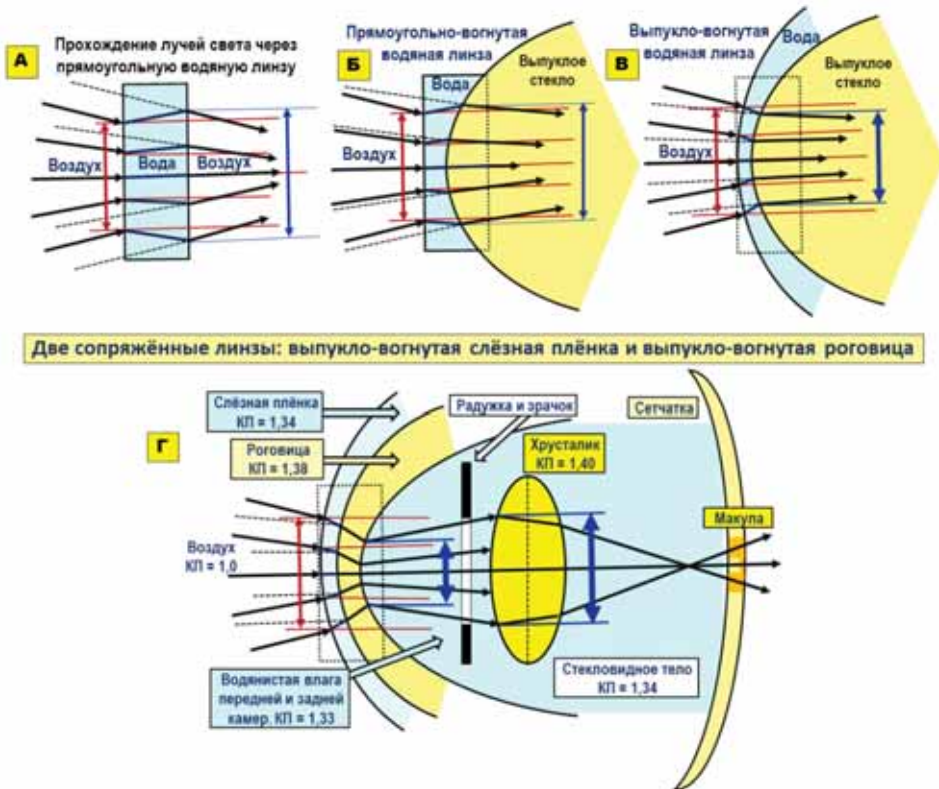 А
Прохождение лучей света через
прямоугольную водяную линзу
Воздух
Вода
Воздух
Б
Прямоугольно-вогнутая
водяная линза
Вода
Выпуклое
стекло
Воздух
В
Выпукло-вогнутая
водяная линза
Вода
Выпуклое
стекло
Воздух
Две сопряжённые линзы: выпукло-вогнутая слёзная плёнка и выпукло-вогнутая роговица
Г
Слёзная плёнка
КП = 1,34
Роговица
КП = 1,38
Радужка и зрачок
Хрусталик
КП = 1,40
Сетчатка
Макула
Воздух
КП = 1,0
Водянистая влага
передней и задней
камер. КП = 1,33
Стекловидное тело
КП = 1,34